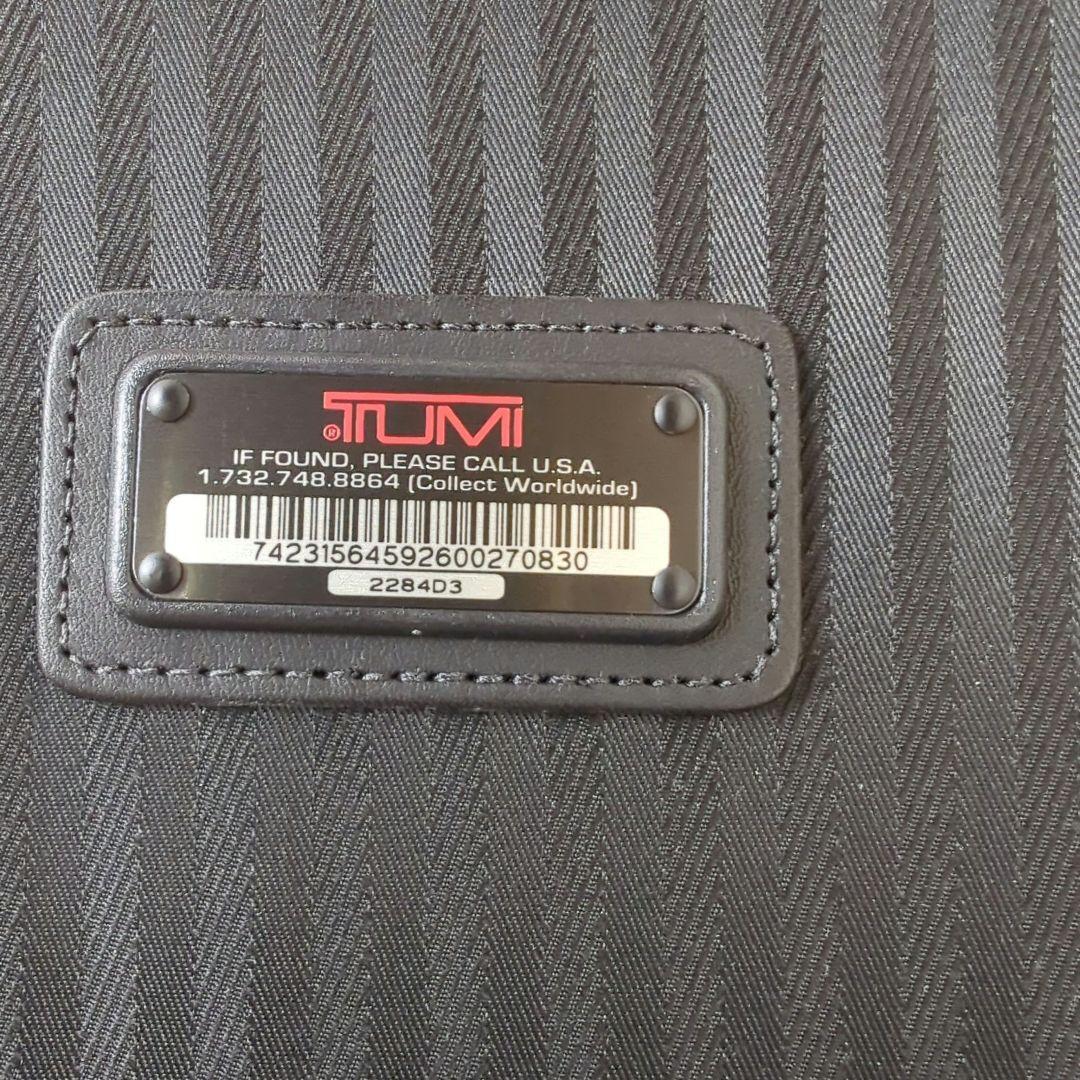 ®TUMI
IF FOUND, PLEASE CALL U.S.A.
1.732.748.8864 (Collect Worldwide)
74231564592600270830
2284D3